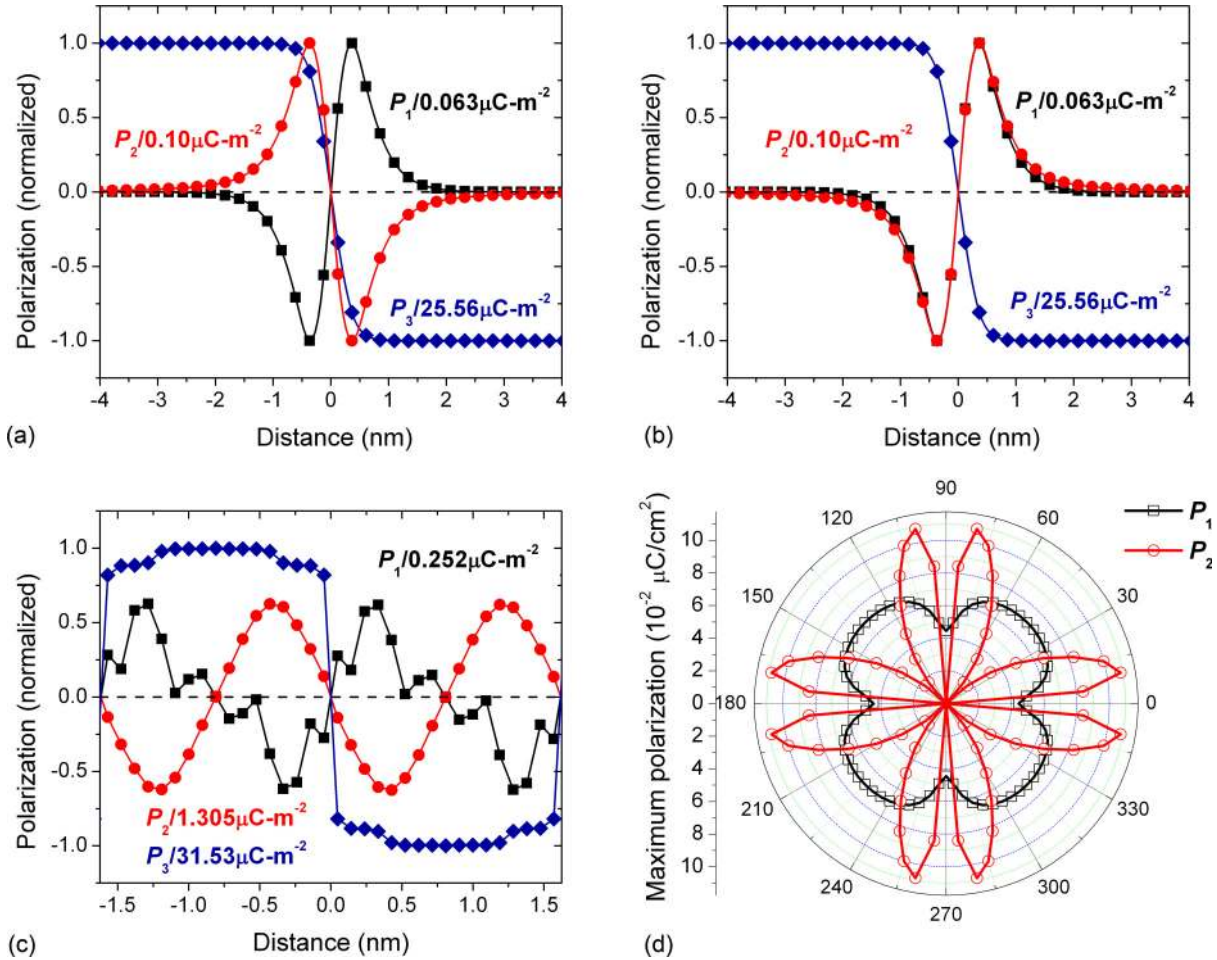 1.0
0.5
0.0
-0.5
-1.0
Polarization (normalized)
P₁/0.063μC-m⁻²
P₂/0.10μC-m⁻²
P₃/25.56μC-m⁻²
-4 -3 -2 -1 0 1 2 3 4
Distance (nm)
(a)
1.0
0.5
0.0
-0.5
-1.0
Polarization (normalized)
P₁/0.063μC-m⁻²
P₂/0.10μC-m⁻²
P₃/25.56μC-m⁻²
-4 -3 -2 -1 0 1 2 3 4
Distance (nm)
(b)
1.0
0.5
0.0
-0.5
-1.0
Polarization (normalized)
P₁/0.252μC-m⁻²
P₂/1.305μC-m⁻²
P₃/31.53μC-m⁻²
-1.5 -1.0 -0.5 0.0 0.5 1.0 1.5
Distance (nm)
(c)
Maximum polarization (10⁻² μC/cm²)
10
8
6
4
2
0
2
4
6
8
10
90
120
60
150
30
180
0
210
330
240
300
270
P₁
P₂
(d)